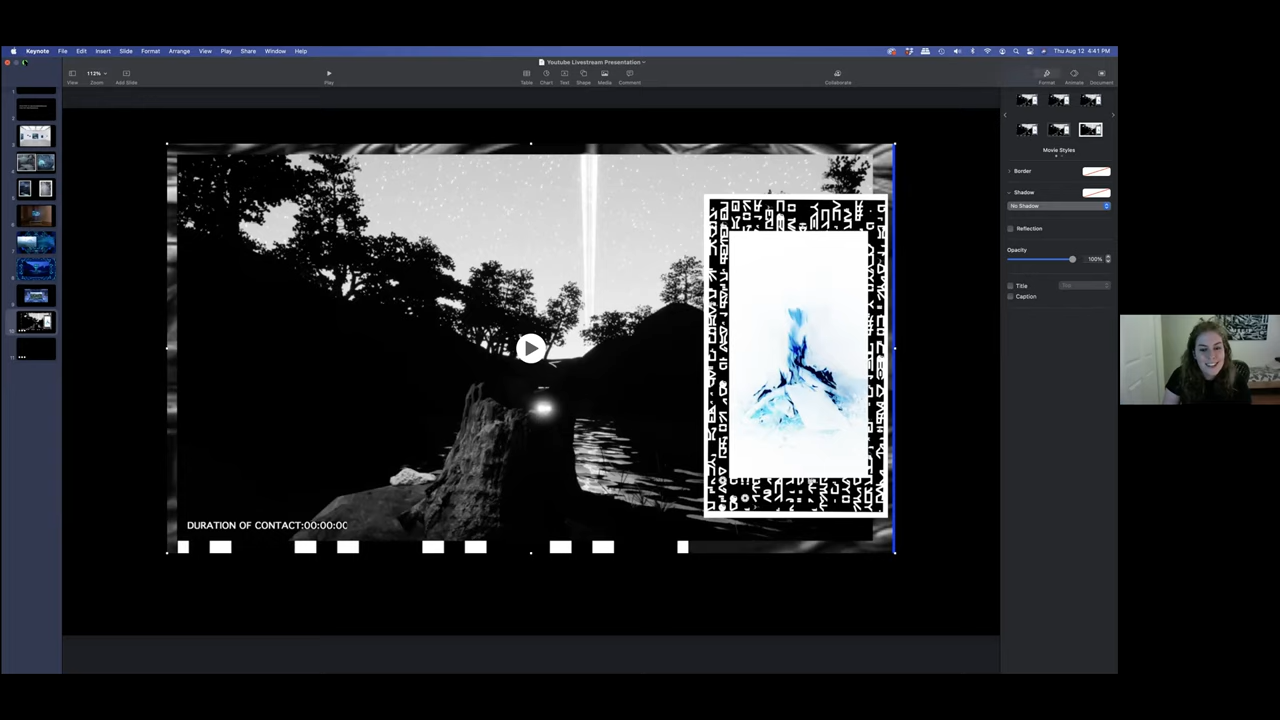 Keynote File Edit Insert Slide Format Arrange View Play Share Window Help
Thu Aug 12 4:41 PM
Youtube Livestream Presentation
112%
View Zoom Add Slide
Play
Table Chart Text Shape Media Comment
Collaborate
Format Animate Document
Movie Styles
Border
Shadow
No Shadow
Reflection
Opacity
100%
Title
Caption
DURATION OF CONTACT:00:00:00